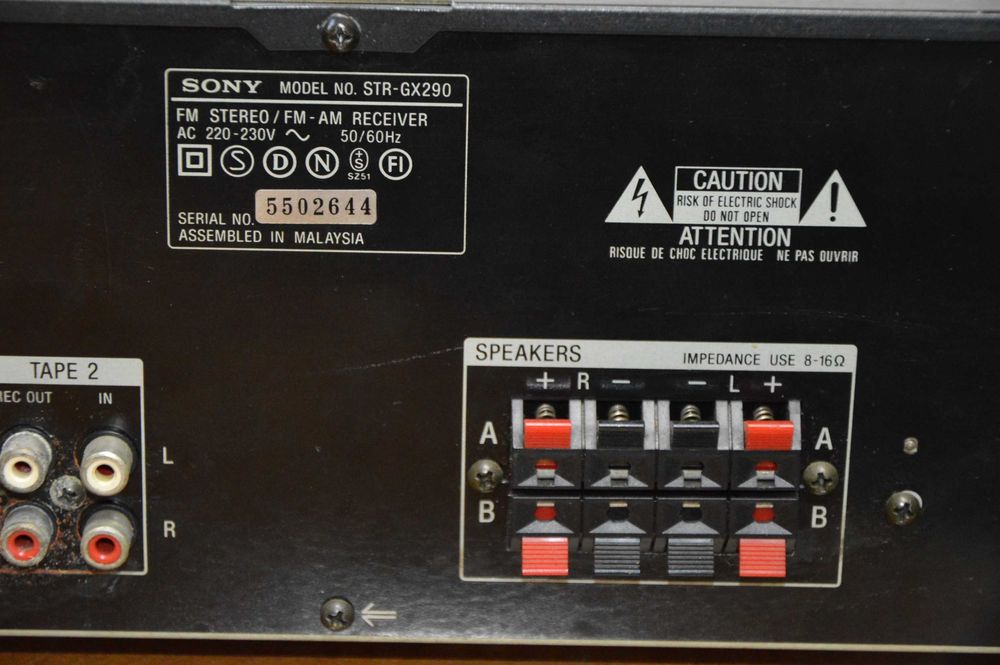 SONY MODEL NO. STR-GX290
FM STEREO / FM-AM RECEIVER
AC 220-230V ~ 50/60Hz
S D N S FI
SZ51
SERIAL NO. 5502644
ASSEMBLED IN MALAYSIA
CAUTION
RISK OF ELECTRIC SHOCK
DO NOT OPEN
ATTENTION
RISQUE DE CHOC ELECTRIQUE NE PAS OUVRIR
TAPE 2
REC OUT IN
L
R
SPEAKERS IMPEDANCE USE 8-16Ω
+ R − − L +
A A
B B